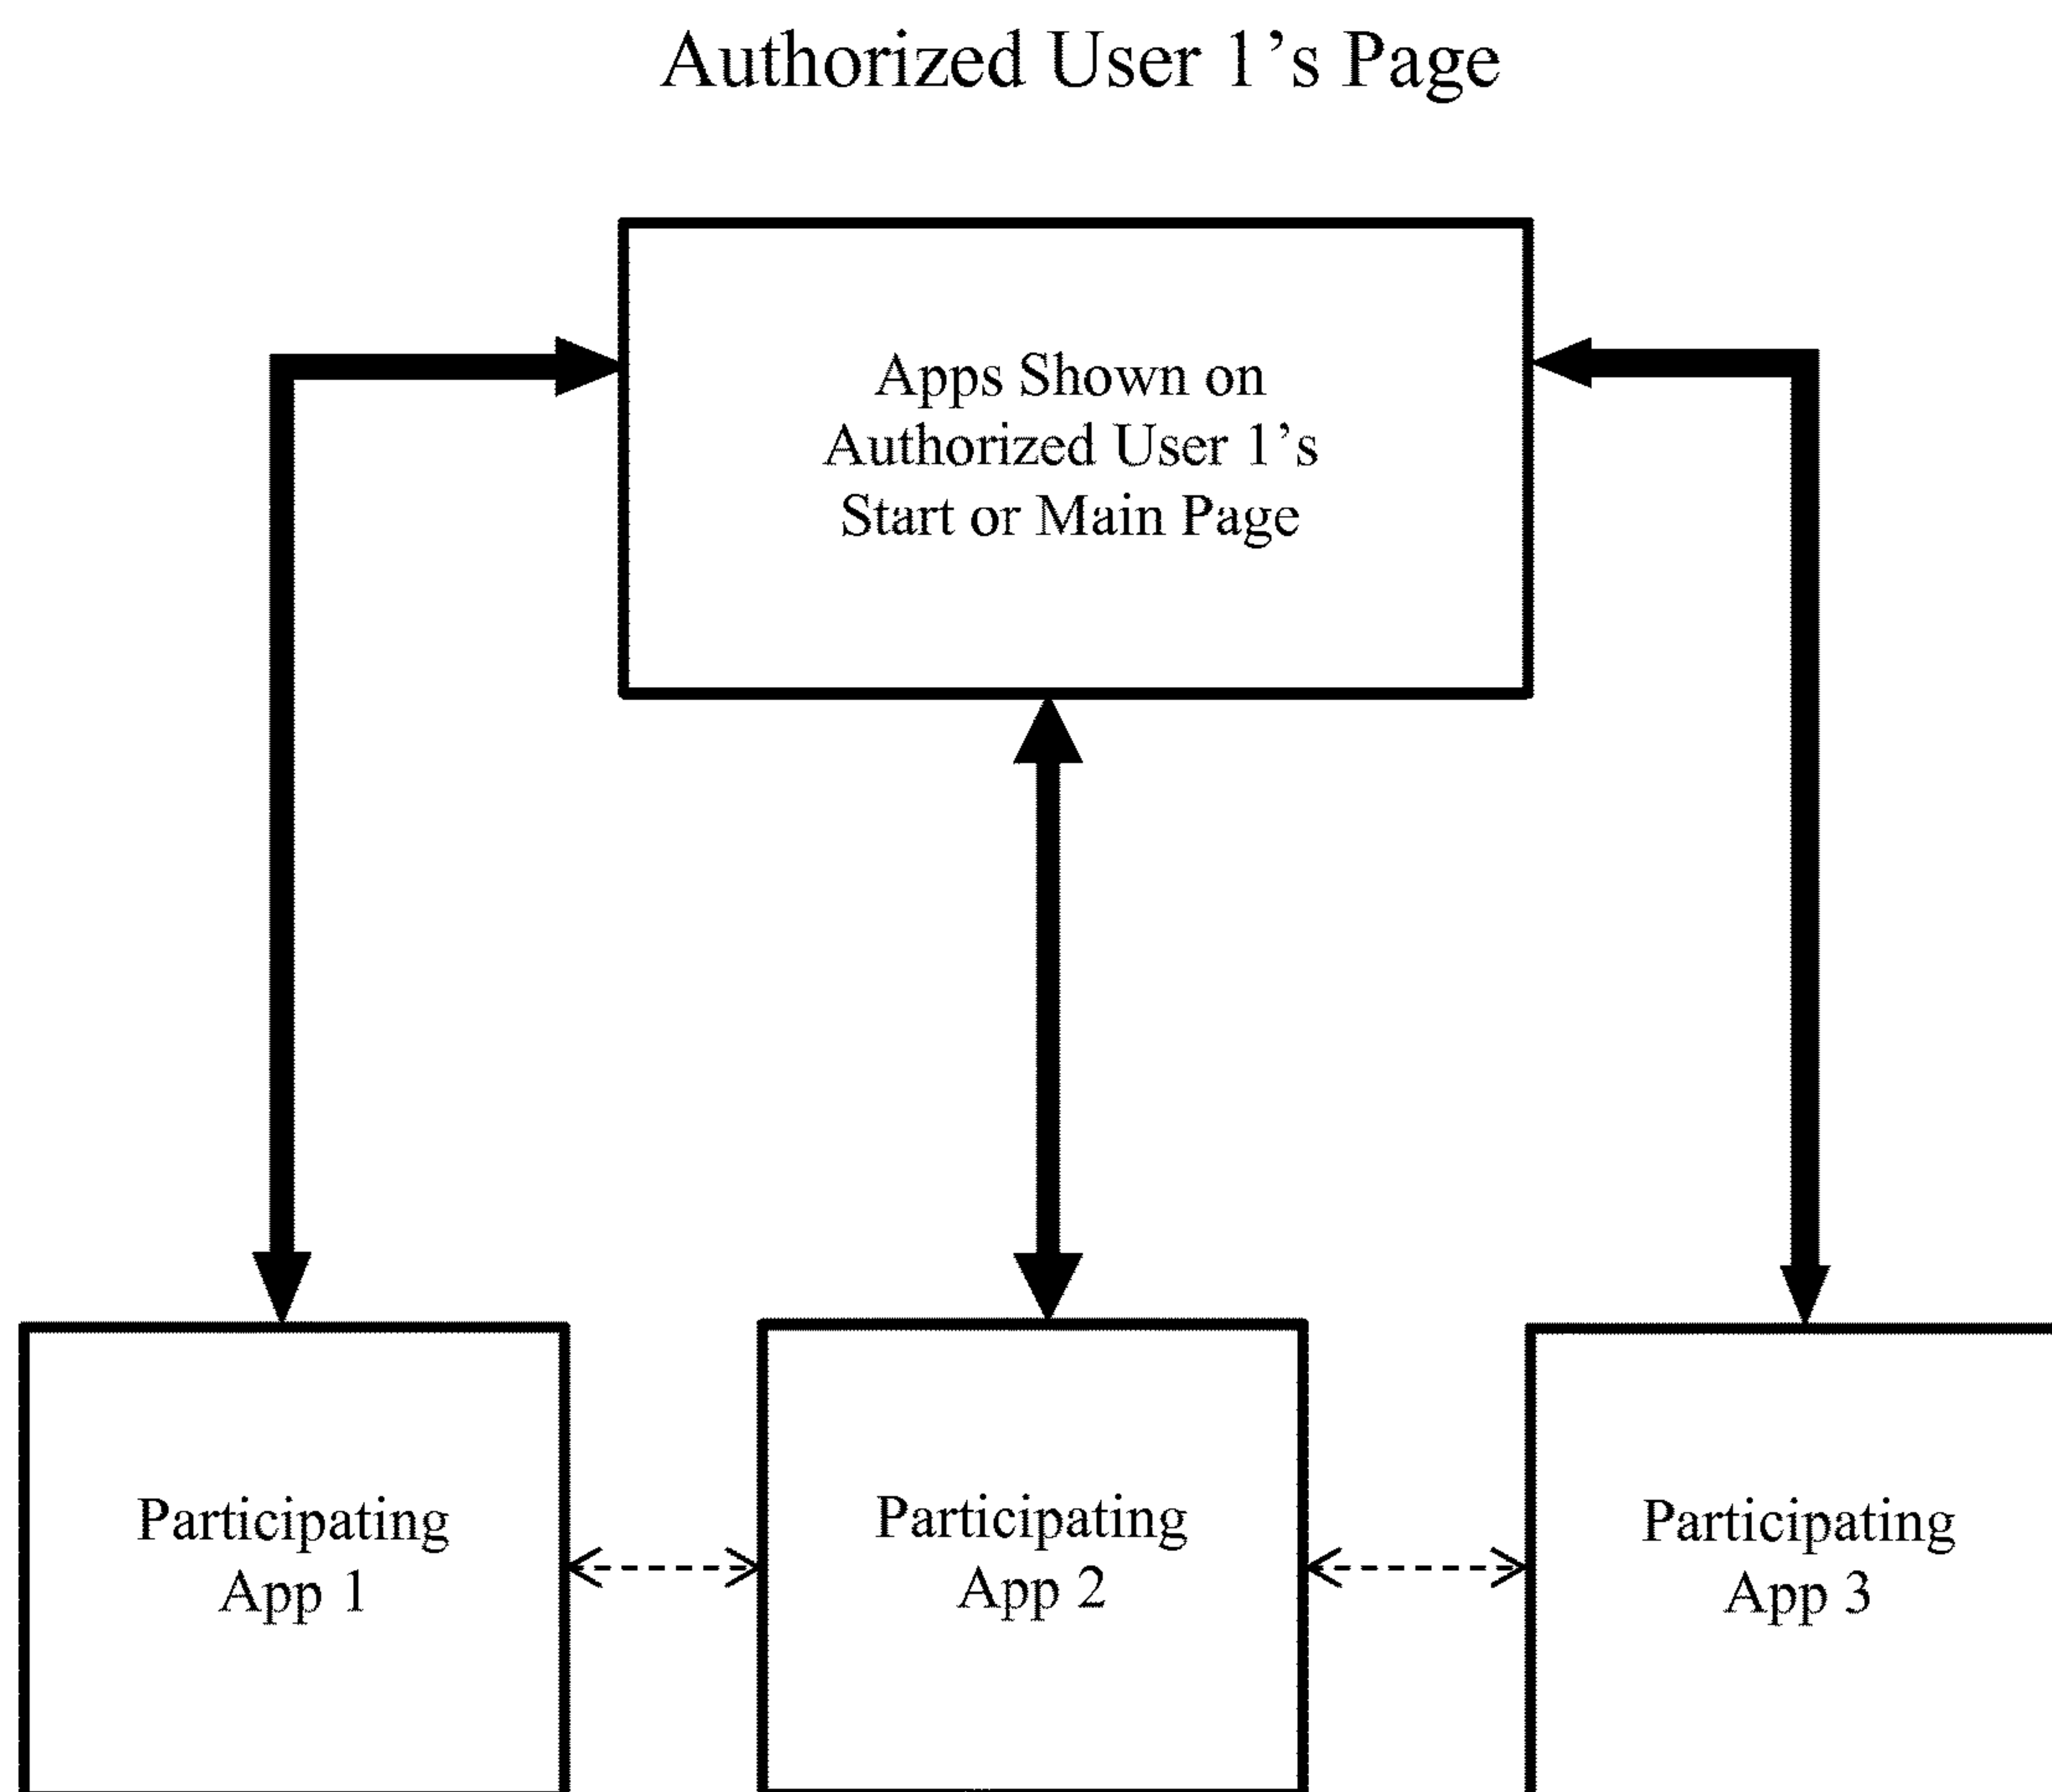 Authorized User 1’s Page
Apps Shown on
Authorized User 1’s
Start or Main Page
Participating
App 1
Participating
App 2
Participating
App 3